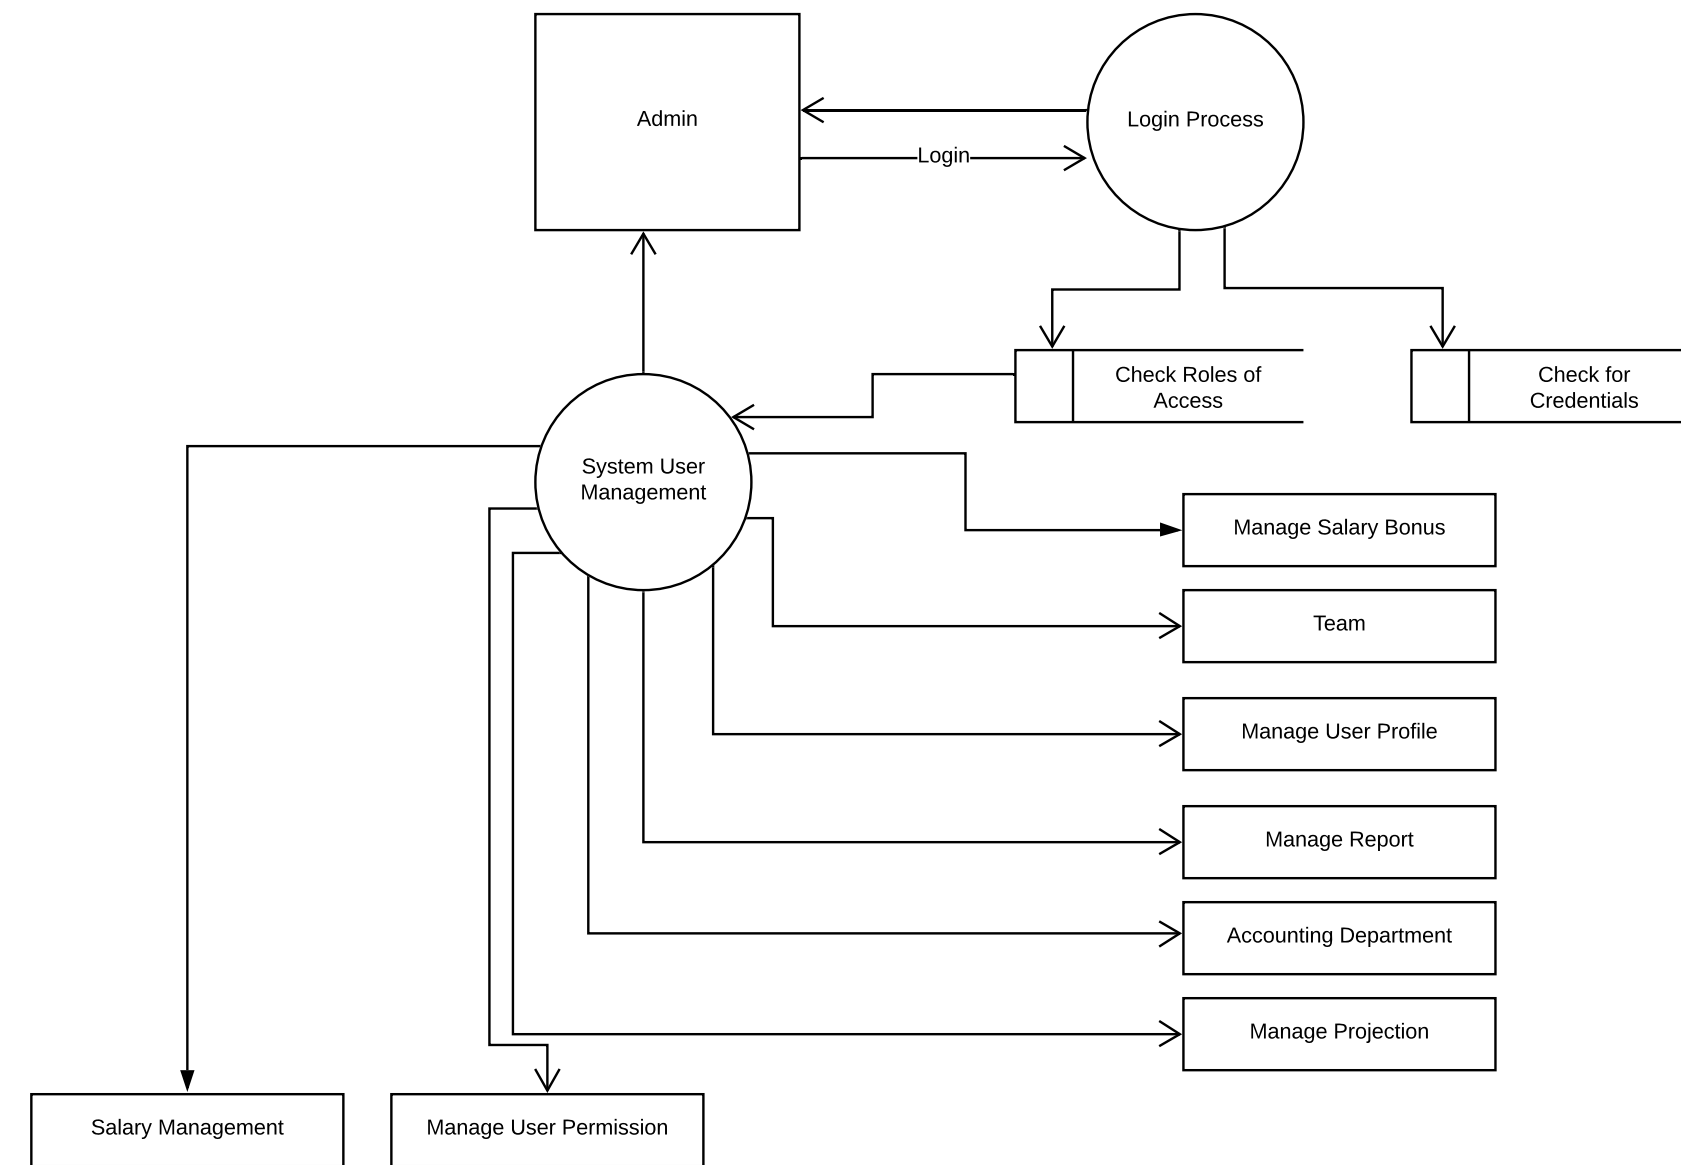 Admin
Login Process
Login
Check Roles of
Access
Check for
Credentials
System User
Management
Manage Salary Bonus
Team
Manage User Profile
Manage Report
Accounting Department
Manage Projection
Salary Management
Manage User Permission